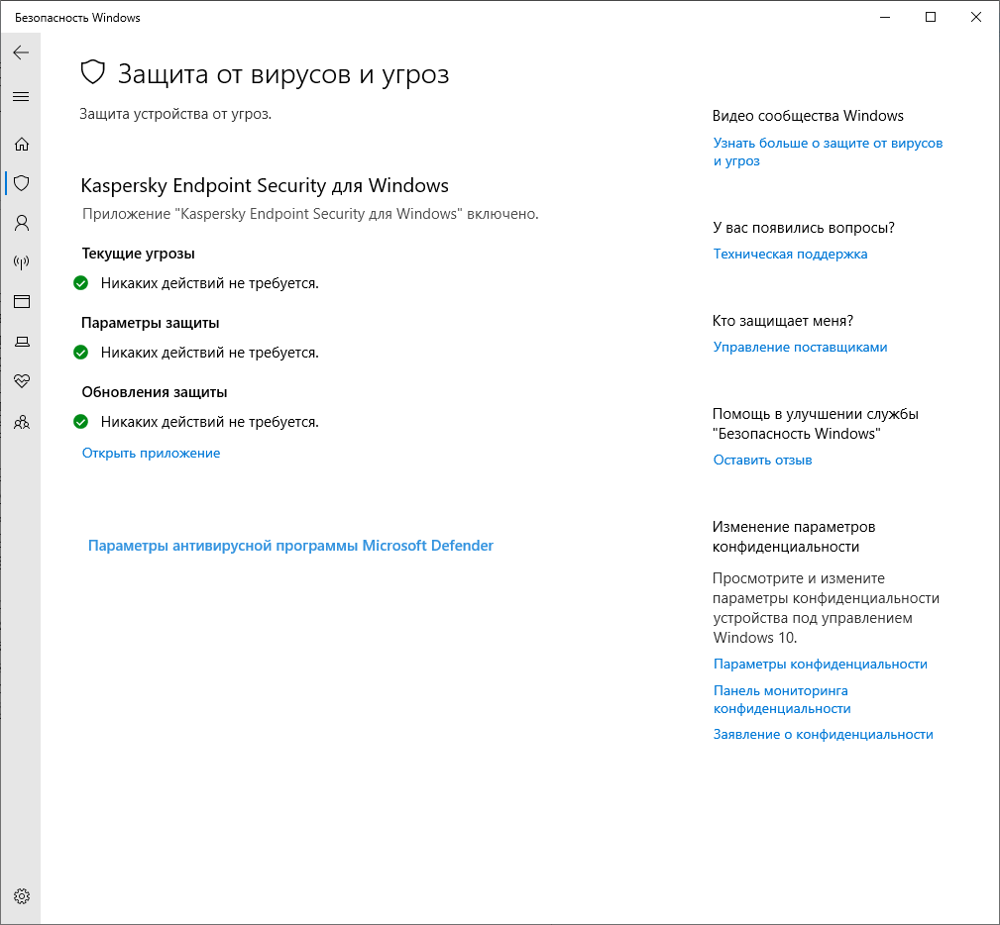 Безопасность Windows
Защита от вирусов и угроз
Защита устройства от угроз.
Kaspersky Endpoint Security для Windows
Приложение "Kaspersky Endpoint Security для Windows" включено.
Текущие угрозы
Никаких действий не требуется.
Параметры защиты
Никаких действий не требуется.
Обновления защиты
Никаких действий не требуется.
Открыть приложение
Параметры антивирусной программы Microsoft Defender
Видео сообщества Windows
Узнать больше о защите от вирусов
и угроз
У вас появились вопросы?
Техническая поддержка
Кто защищает меня?
Управление поставщиками
Помощь в улучшении службы
"Безопасность Windows"
Оставить отзыв
Изменение параметров
конфиденциальности
Просмотрите и измените
параметры конфиденциальности
устройства под управлением
Windows 10.
Параметры конфиденциальности
Панель мониторинга
конфиденциальности
Заявление о конфиденциальности